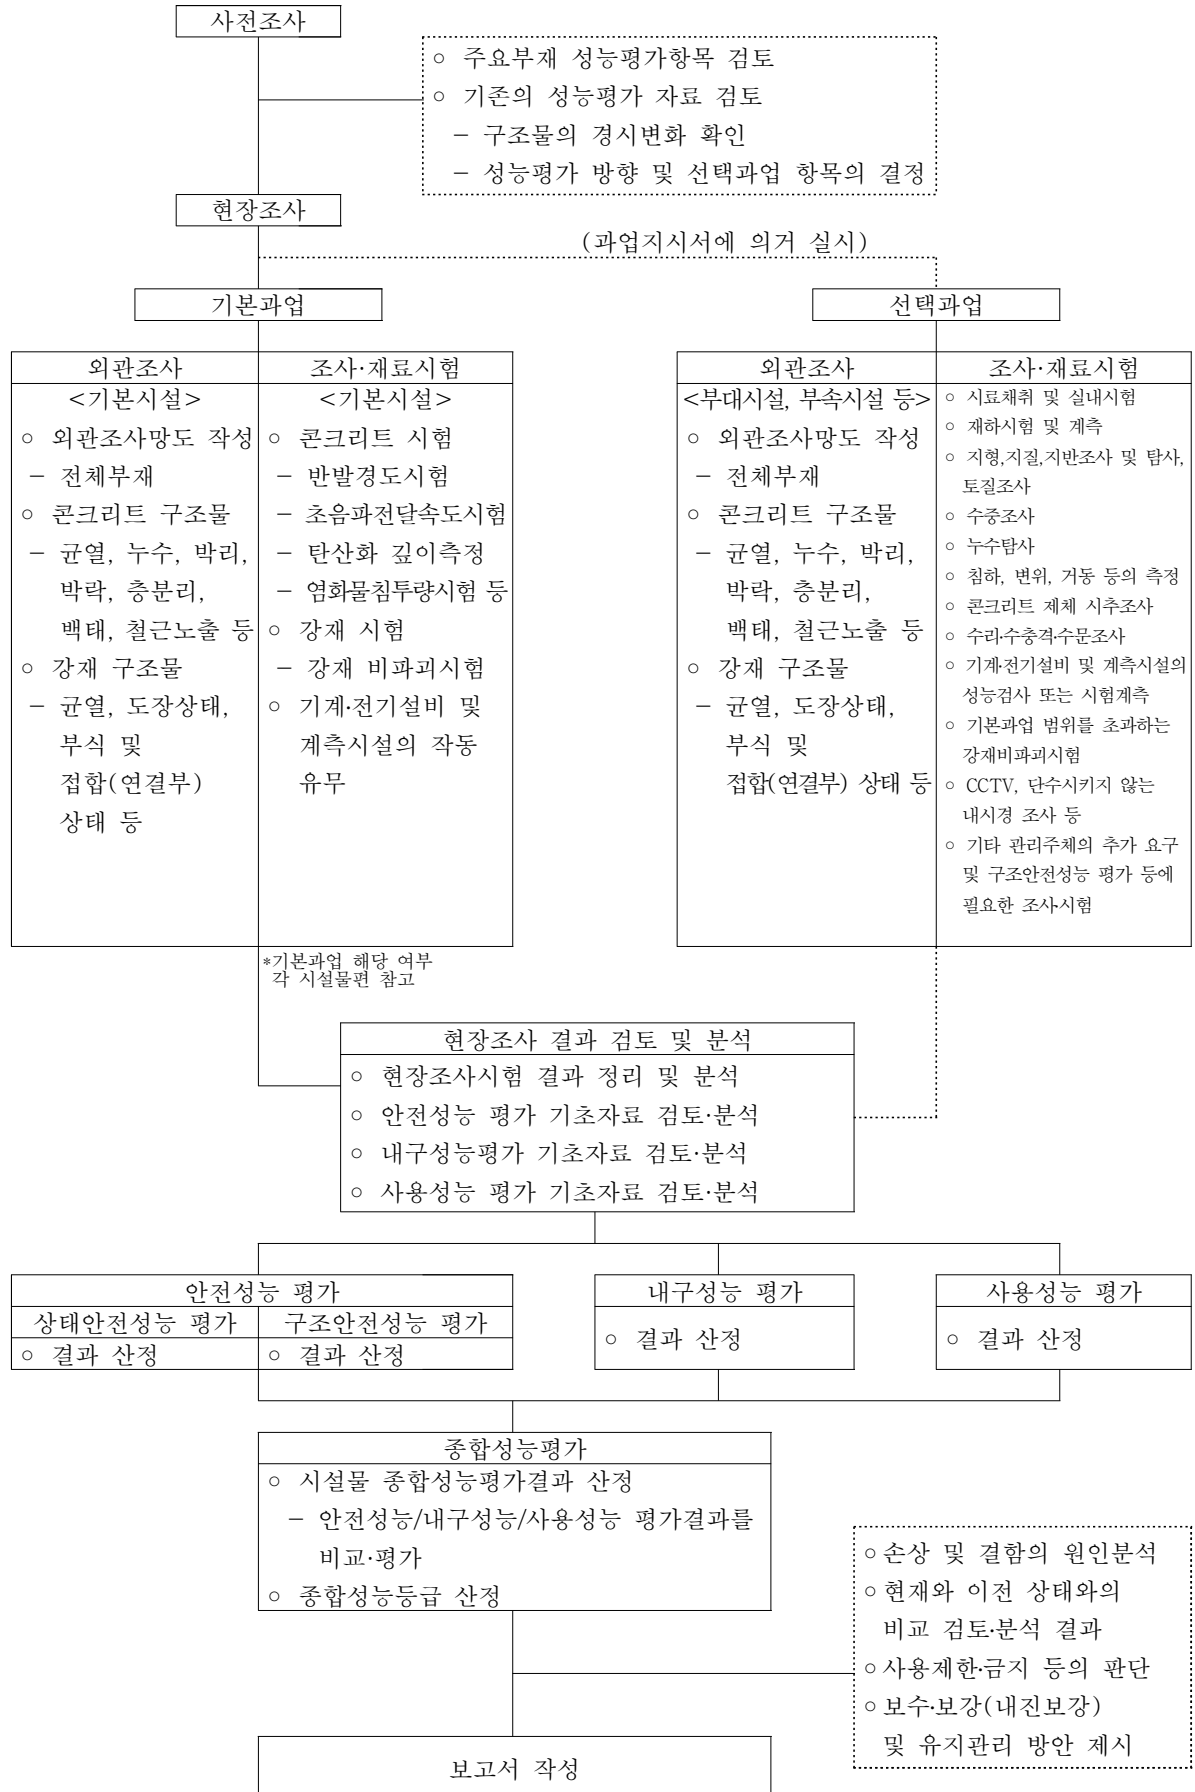 사전조사
○ 주요부재 성능평가항목 검토
○ 기존의 성능평가 자료 검토
- 구조물의 경시변화 확인
- 성능평가 방향 및 선택과업 항목의 결정
현장조사
(과업지시서에 의거 실시)
기본과업
외관조사
<기본시설>
○ 외관조사망도 작성
- 전체부재
○ 콘크리트 구조물
- 균열, 누수, 박리,
박락, 층분리,
백태, 철근노출 등
○ 강재 구조물
- 균열, 도장상태,
부식 및
접합(연결부)
상태 등
조사·재료시험
<기본시설>
○ 콘크리트 시험
- 반발경도시험
- 초음파전달속도시험
- 탄산화 깊이측정
- 염화물침투량시험 등
○ 강재 시험
- 강재 비파괴시험
○ 기계·전기설비 및
계측시설의 작동
유무
*기본과업 해당 여부
각 시설물편 참고
선택과업
외관조사
<부대시설, 부속시설 등>
○ 외관조사망도 작성
- 전체부재
○ 콘크리트 구조물
- 균열, 누수, 박리,
박락, 층분리,
백태, 철근노출 등
○ 강재 구조물
- 균열, 도장상태,
부식 및
접합(연결부) 상태 등
조사·재료시험
○ 시료채취 및 실내시험
○ 재하시험 및 계측
○ 지형,지질,지반조사 및 탐사,
토질조사
○ 수중조사
○ 누수탐사
○ 침하, 변위, 거동 등의 측정
○ 콘크리트 제체 시추조사
○ 수리·수충격·수문조사
○ 기계·전기설비 및 계측시설의
성능검사 또는 시험계측
○ 기본과업 범위를 초과하는
강재비파괴시험
○ CCTV, 단수시키지 않는
내시경 조사 등
○ 기타 관리주체의 추가 요구
및 구조안전성능 평가 등에
필요한 조사·시험
현장조사 결과 검토 및 분석
○ 현장조사시험 결과 정리 및 분석
○ 안전성능 평가 기초자료 검토·분석
○ 내구성능평가 기초자료 검토·분석
○ 사용성능 평가 기초자료 검토·분석
안전성능 평가
상태안전성능 평가
○ 결과 산정
구조안전성능 평가
○ 결과 산정
내구성능 평가
○ 결과 산정
사용성능 평가
○ 결과 산정
종합성능평가
○ 시설물 종합성능평가결과 산정
- 안전성능/내구성능/사용성능 평가결과를
비교·평가
○ 종합성능등급 산정
○ 손상 및 결함의 원인분석
○ 현재와 이전 상태와의
비교 검토·분석 결과
○ 사용제한·금지 등의 판단
○ 보수·보강(내진보강)
및 유지관리 방안 제시
보고서 작성